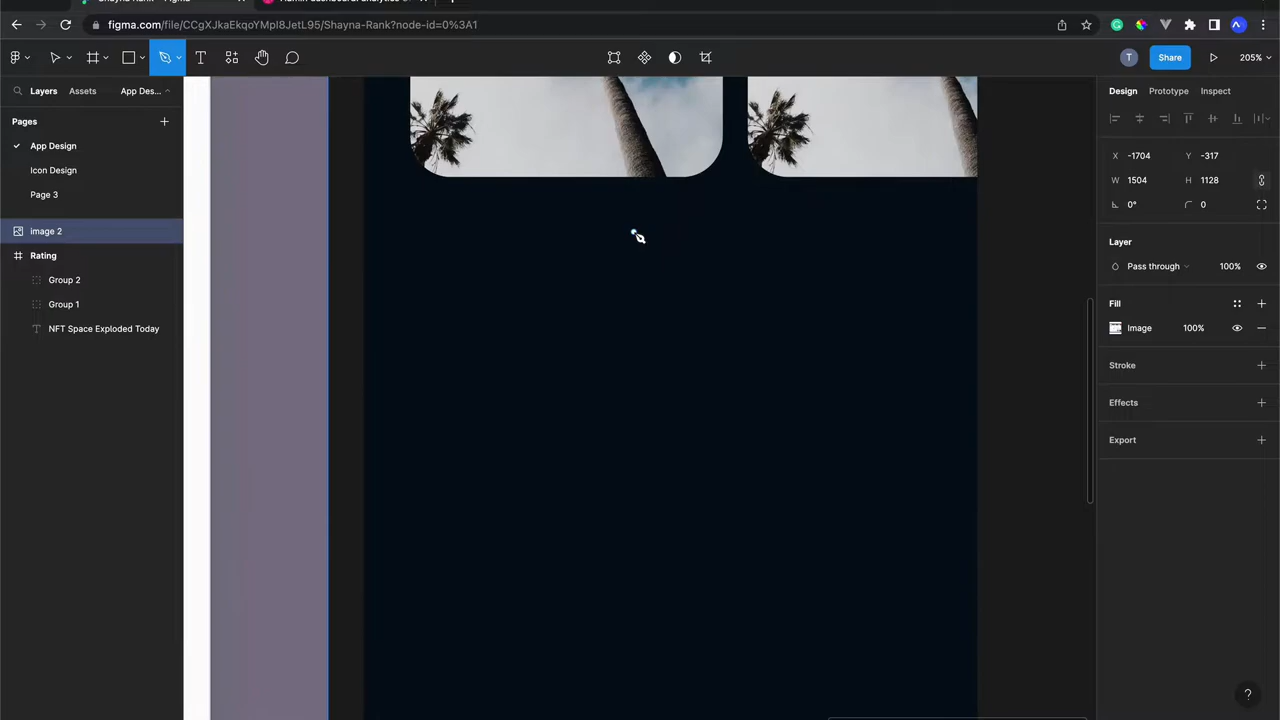 figma.com/file/CCgXJkaEkqoYMpI8JetL95/Shayna-Rank?node-id=0%3A1
T
Share
205%
Layers
Assets
App Des...
Pages
App Design
Icon Design
Page 3
image 2
Rating
Group 2
Group 1
NFT Space Exploded Today
Design
Prototype
Inspect
X -1704
Y -317
W 1504
H 1128
0°
0
Layer
Pass through
100%
Fill
Image
100%
Stroke
Effects
Export
?